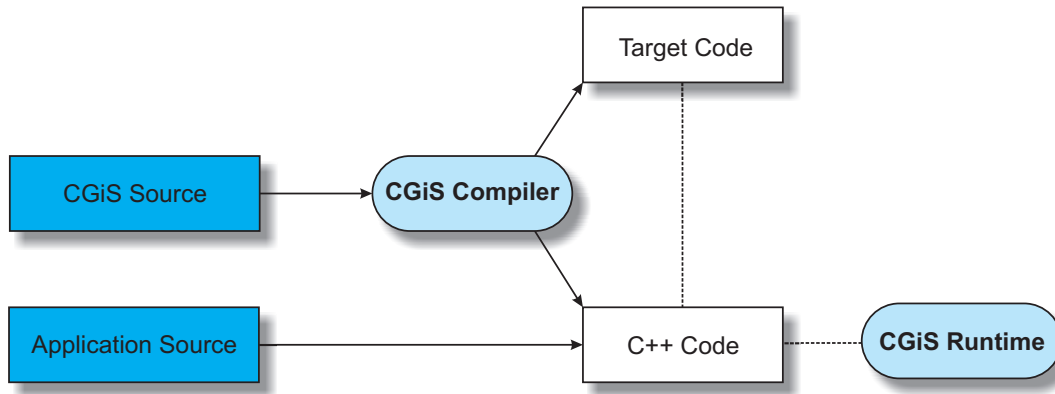 Target Code
CGiS Source
CGiS Compiler
Application Source
C++ Code
CGiS Runtime